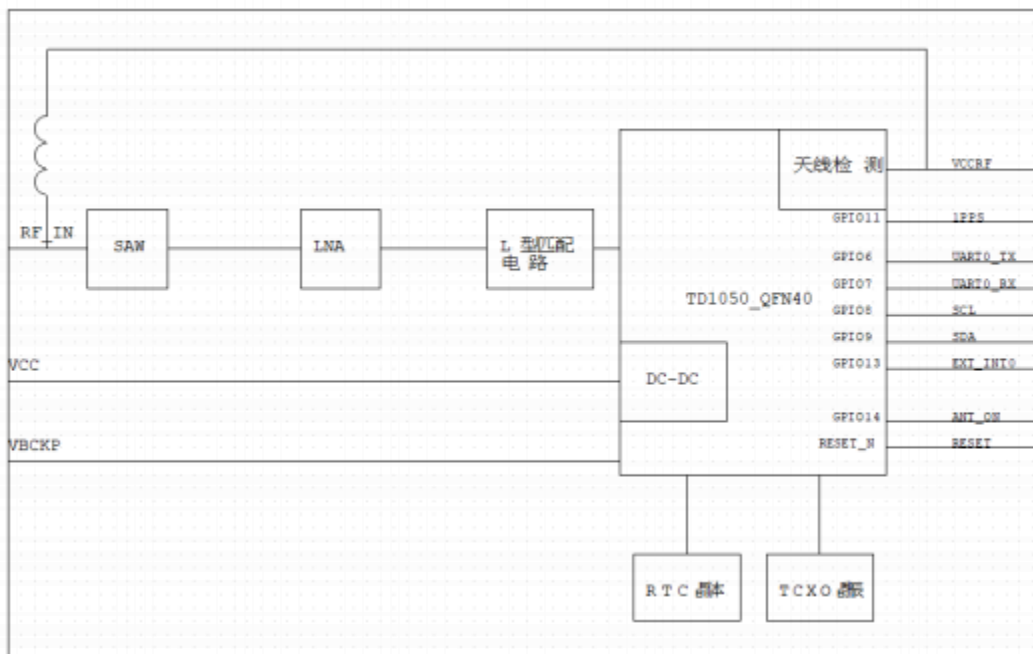 天线检 测
VCCRF
GPIO11
1PPS
RF IN
SAW
LNA
L 型匹配
电 路
GPIO6
UART0_TX
GPIO7
UART0_RX
TD1050_QFN40
GPIO8
SCL
GPIO9
SDA
GPIO13
EXT_INT0
VCC
DC-DC
GPIO14
ANT_ON
VBCKP
RESET_N
RESET
RTC 晶体
TCXO 晶振